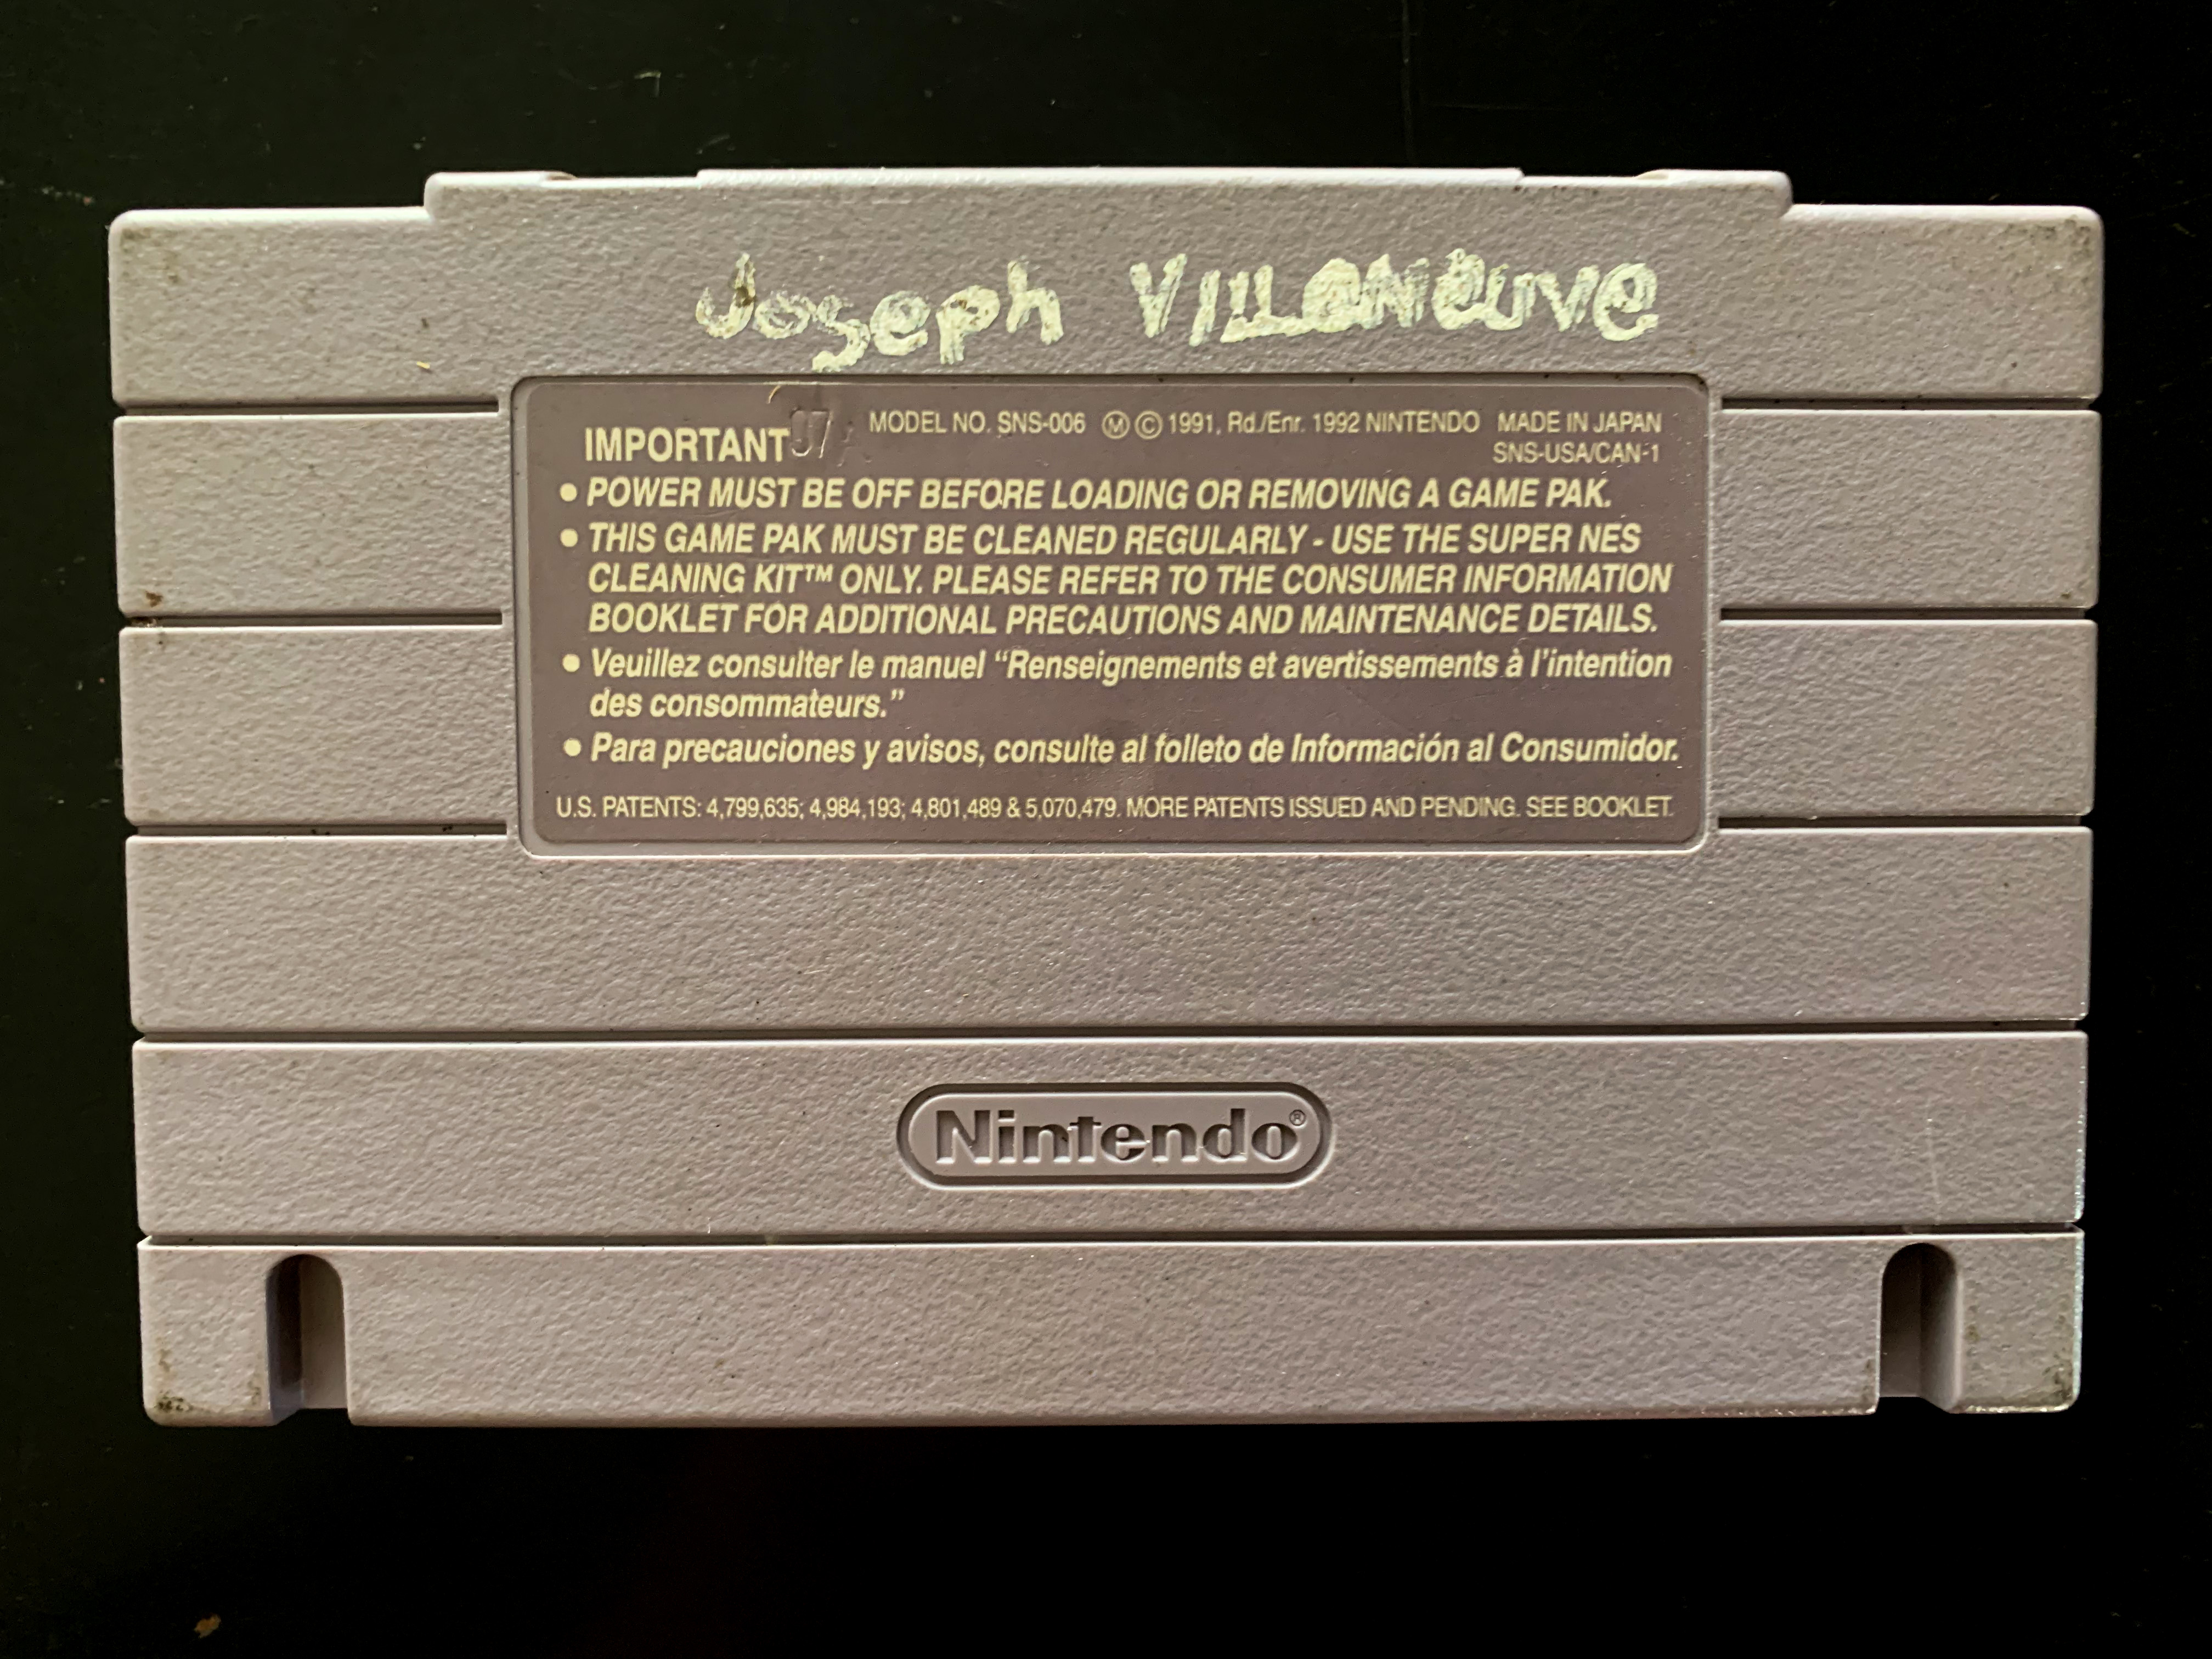 Joseph VILLeNeuve
IMPORTANT 07
MODEL NO. SNS-006 Ⓜ © 1991, Rd./Enr. 1992 NINTENDO MADE IN JAPAN
SNS-USA/CAN-1
• POWER MUST BE OFF BEFORE LOADING OR REMOVING A GAME PAK.
• THIS GAME PAK MUST BE CLEANED REGULARLY - USE THE SUPER NES
CLEANING KIT™ ONLY. PLEASE REFER TO THE CONSUMER INFORMATION
BOOKLET FOR ADDITIONAL PRECAUTIONS AND MAINTENANCE DETAILS.
• Veuillez consulter le manuel “Renseignements et avertissements à l’intention
des consommateurs.”
• Para precauciones y avisos, consulte al folleto de Información al Consumidor.
U.S. PATENTS: 4,799,635; 4,984,193; 4,801,489 & 5,070,479. MORE PATENTS ISSUED AND PENDING. SEE BOOKLET.
Nintendo®